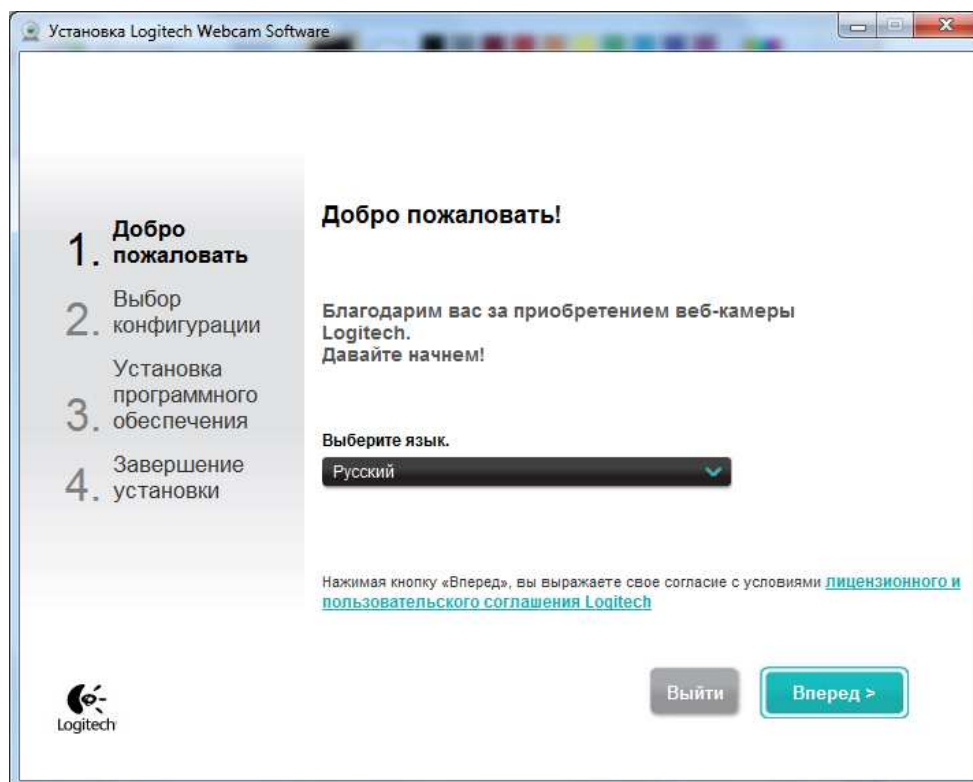 Установка Logitech Webcam Software
1. Добро
пожаловать
2. Выбор
конфигурации
3. Установка
программного
обеспечения
4. Завершение
установки
Добро пожаловать!
Благодарим вас за приобретением веб-камеры
Logitech.
Давайте начнем!
Выберите язык.
Русский
Нажимая кнопку «Вперед», вы выражаете свое согласие с условиями лицензионного и
пользовательского соглашения Logitech
Logitech
Выйти
Вперед >